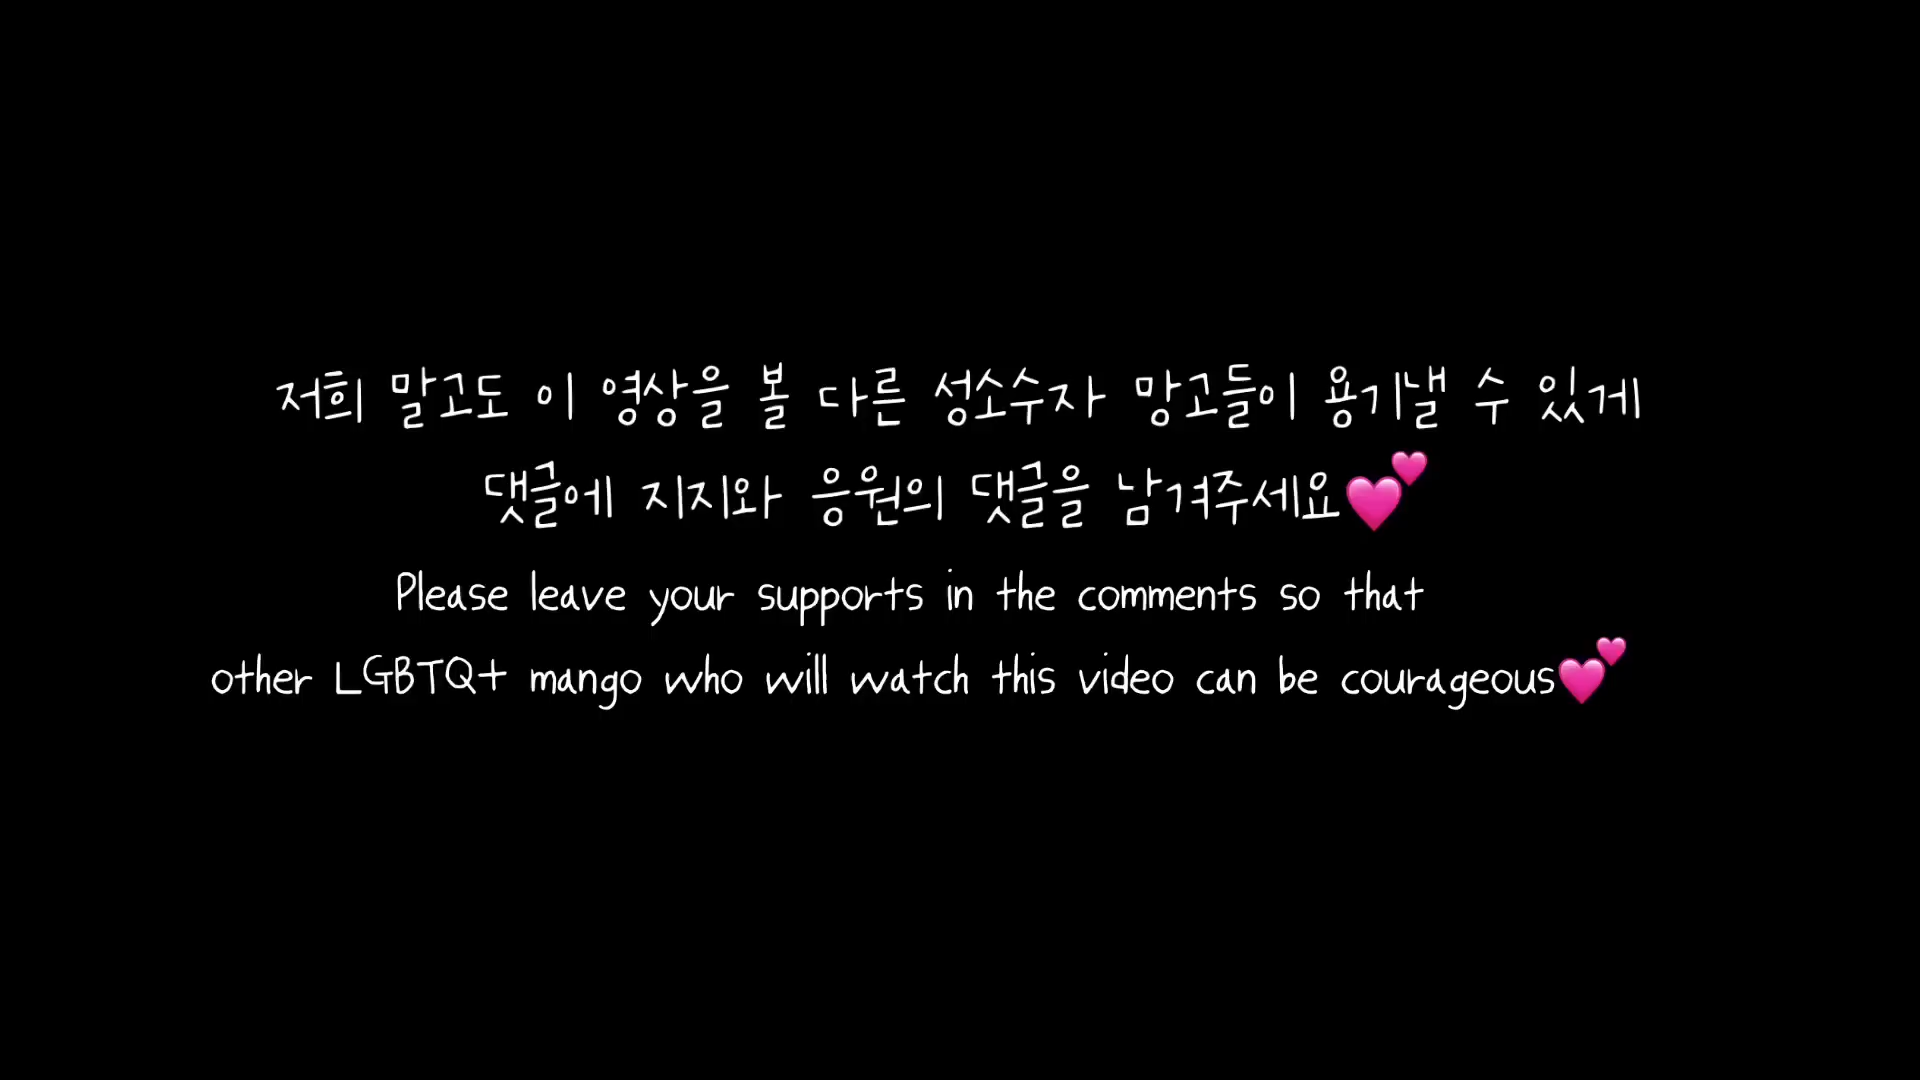 저희 말고도 이 영상을 볼 다른 성소수자 망고들이 용기낼 수 있게
댓글에 지지와 응원의 댓글을 남겨주세요💕
Please leave your supports in the comments so that
other LGBTQ+ mango who will watch this video can be courageous💕